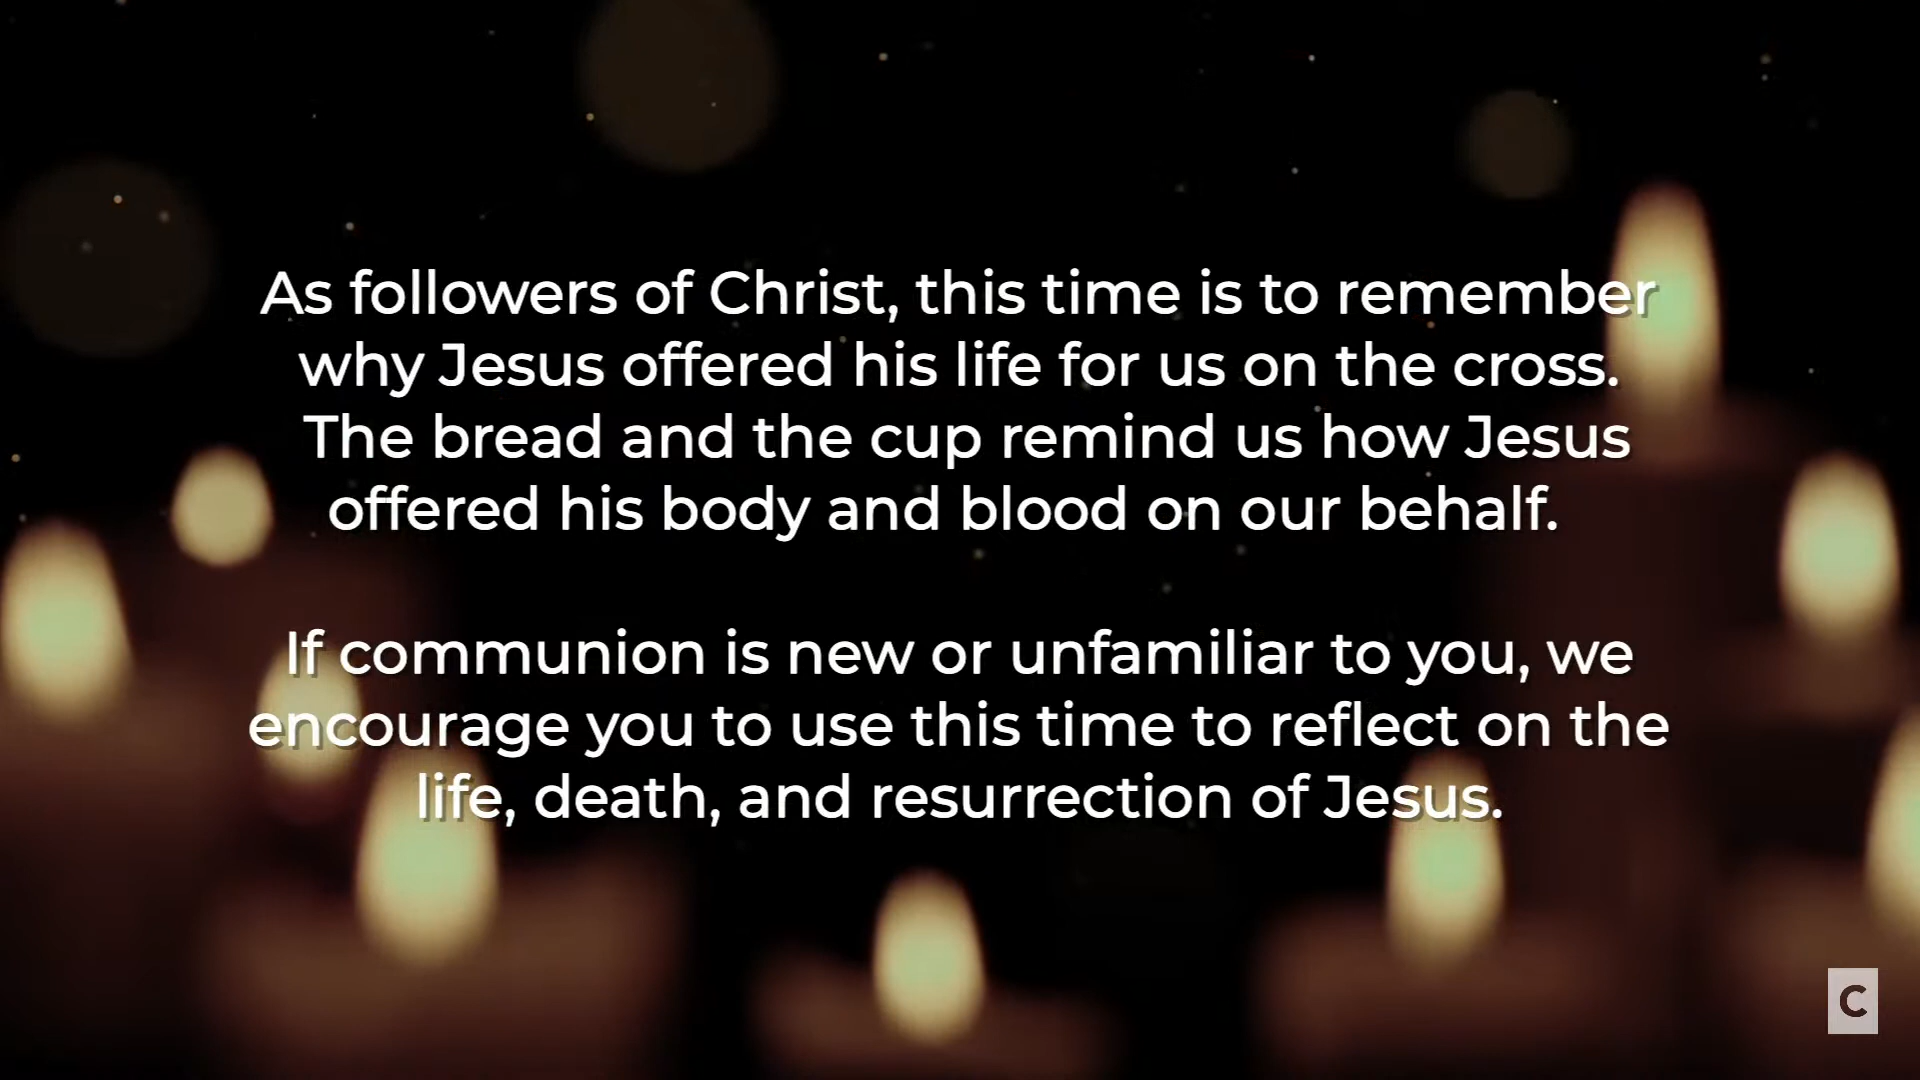 As followers of Christ, this time is to remember
why Jesus offered his life for us on the cross.
The bread and the cup remind us how Jesus
offered his body and blood on our behalf.
If communion is new or unfamiliar to you, we
encourage you to use this time to reflect on the
life, death, and resurrection of Jesus.
C